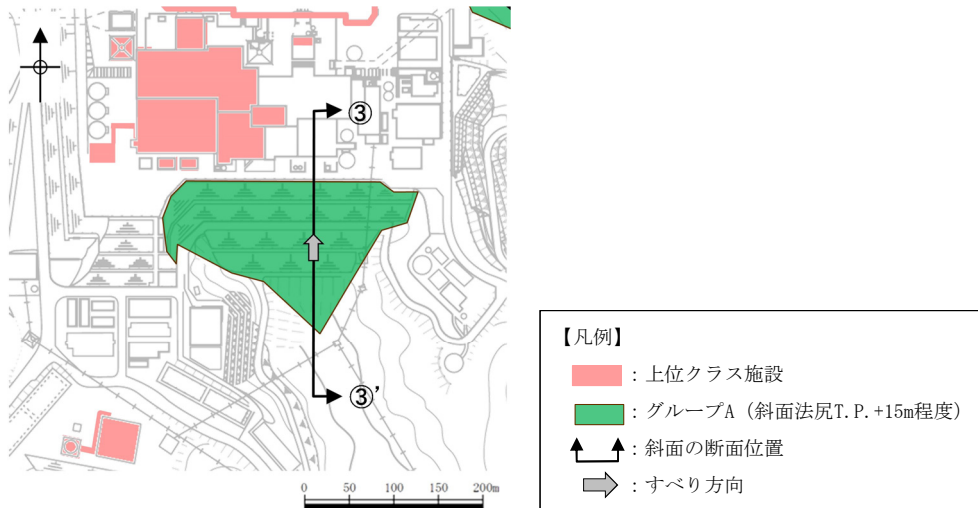 ③
③'
0 50 100 150 200m
【凡例】
：上位クラス施設
：グループA（斜面法尻T.P.+15m程度）
：斜面の断面位置
：すべり方向